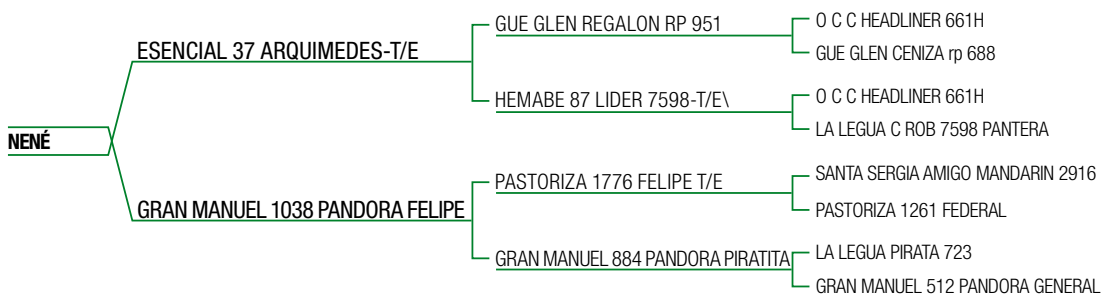 O C C HEADLINER 661H
GUE GLEN REGALON RP 951
GUE GLEN CENIZA rp 688
ESENCIAL 37 ARQUIMEDES-T/E
O C C HEADLINER 661H
HEMABE 87 LIDER 7598-T/E\
LA LEGUA C ROB 7598 PANTERA
NENÉ
SANTA SERGIA AMIGO MANDARIN 2916
PASTORIZA 1776 FELIPE T/E
PASTORIZA 1261 FEDERAL
GRAN MANUEL 1038 PANDORA FELIPE
LA LEGUA PIRATA 723
GRAN MANUEL 884 PANDORA PIRATITA
GRAN MANUEL 512 PANDORA GENERAL